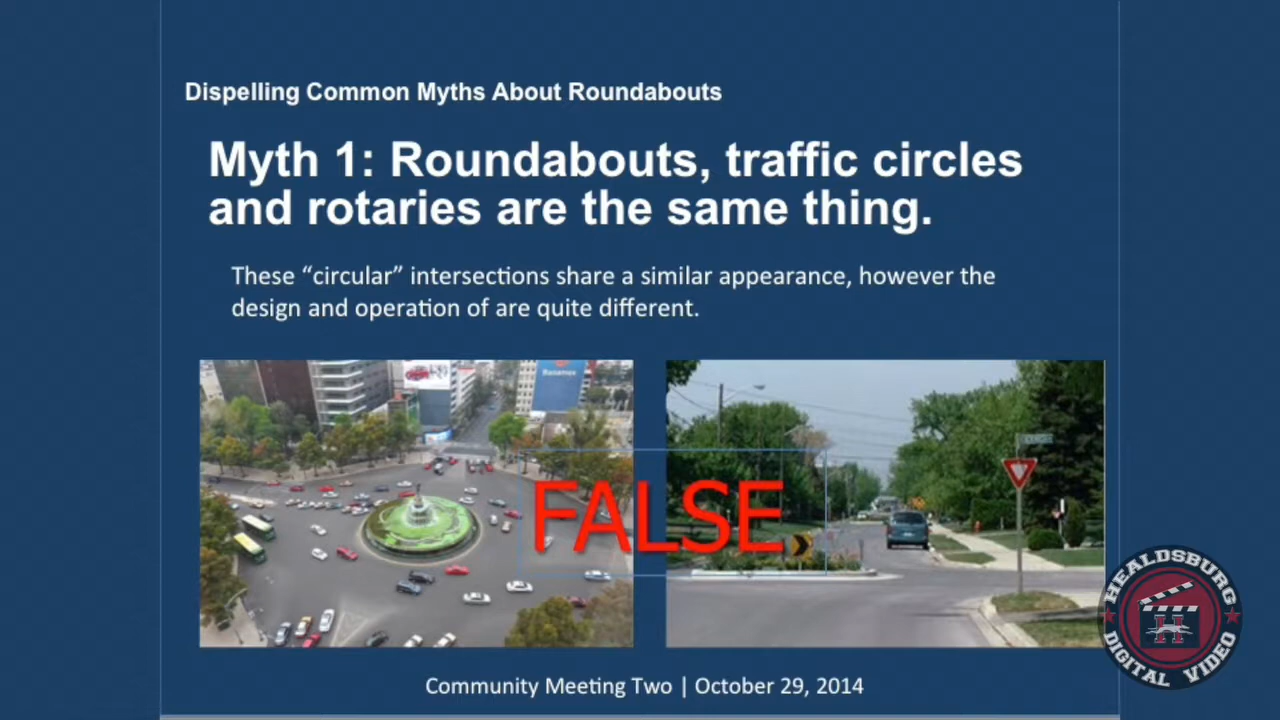 Dispelling Common Myths About Roundabouts
Myth 1: Roundabouts, traffic circles
and rotaries are the same thing.
These “circular” intersections share a similar appearance, however the
design and operation of are quite different.
Banamex
FALSE
HEALDSBURG
H
DIGITAL VIDEO
Community Meeting Two | October 29, 2014